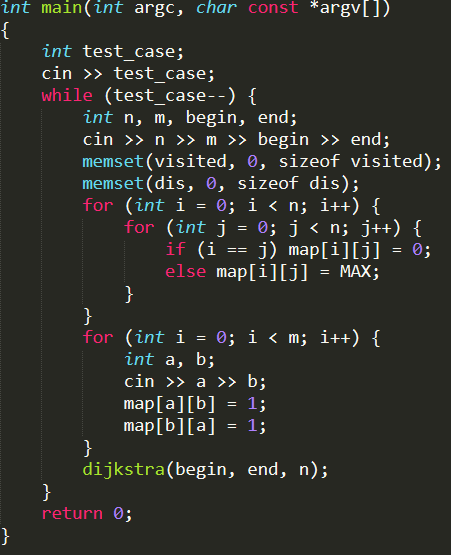 int main(int argc, char const *argv[])
{
    int test_case;
    cin >> test_case;
    while (test_case--) {
        int n, m, begin, end;
        cin >> n >> m >> begin >> end;
        memset(visited, 0, sizeof visited);
        memset(dis, 0, sizeof dis);
        for (int i = 0; i < n; i++) {
            for (int j = 0; j < n; j++) {
                if (i == j) map[i][j] = 0;
                else map[i][j] = MAX;
            }
        }
        for (int i = 0; i < m; i++) {
            int a, b;
            cin >> a >> b;
            map[a][b] = 1;
            map[b][a] = 1;
        }
        dijkstra(begin, end, n);
    }
    return 0;
}